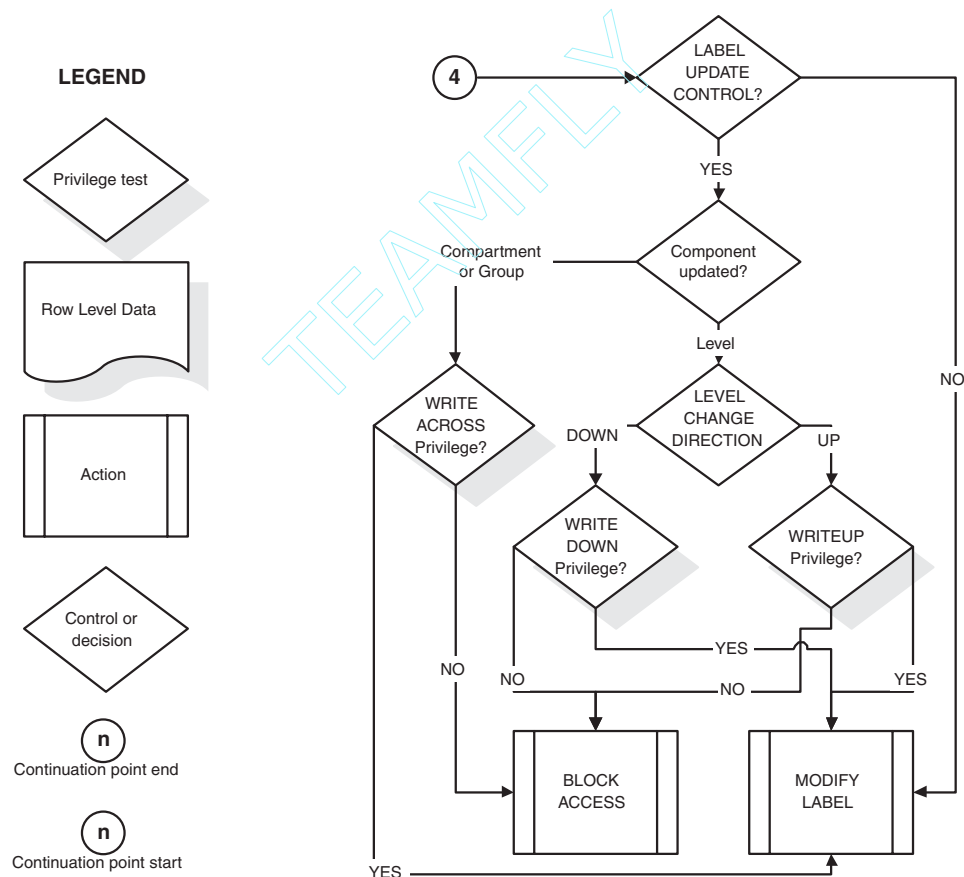 LEGEND
Privilege test
Row Level Data
Action
Control or
decision
n
Continuation point end
n
Continuation point start
4
LABEL
UPDATE
CONTROL?
YES
NO
Component
updated?
Compartment
or Group
Level
WRITE
ACROSS
Privilege?
LEVEL
CHANGE
DIRECTION
DOWN
UP
WRITE
DOWN
Privilege?
WRITEUP
Privilege?
NO
NO
YES
NO
YES
BLOCK
ACCESS
MODIFY
LABEL
YES
TEAMFLY